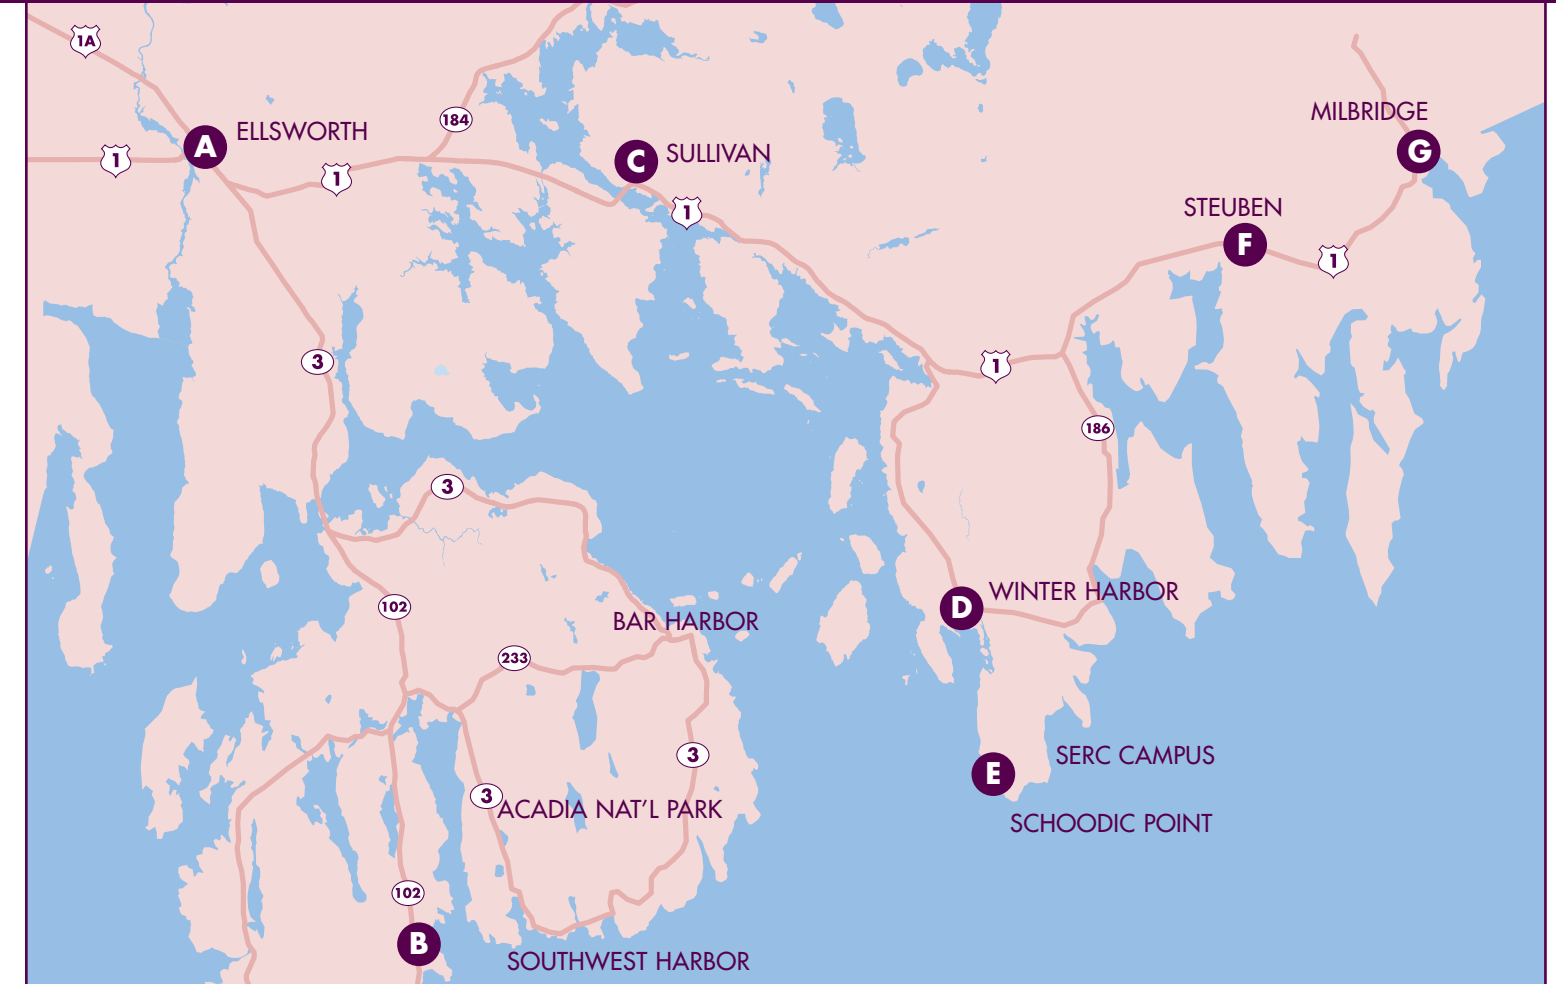 1A
184
MILBRIDGE
A
ELLSWORTH
1
1
C
SULLIVAN
G
1
STEUBEN
F
1
3
1
186
3
102
D
WINTER HARBOR
BAR HARBOR
233
3
SERC CAMPUS
E
3
ACADIA NAT'L PARK
SCHOODIC POINT
102
B
SOUTHWEST HARBOR